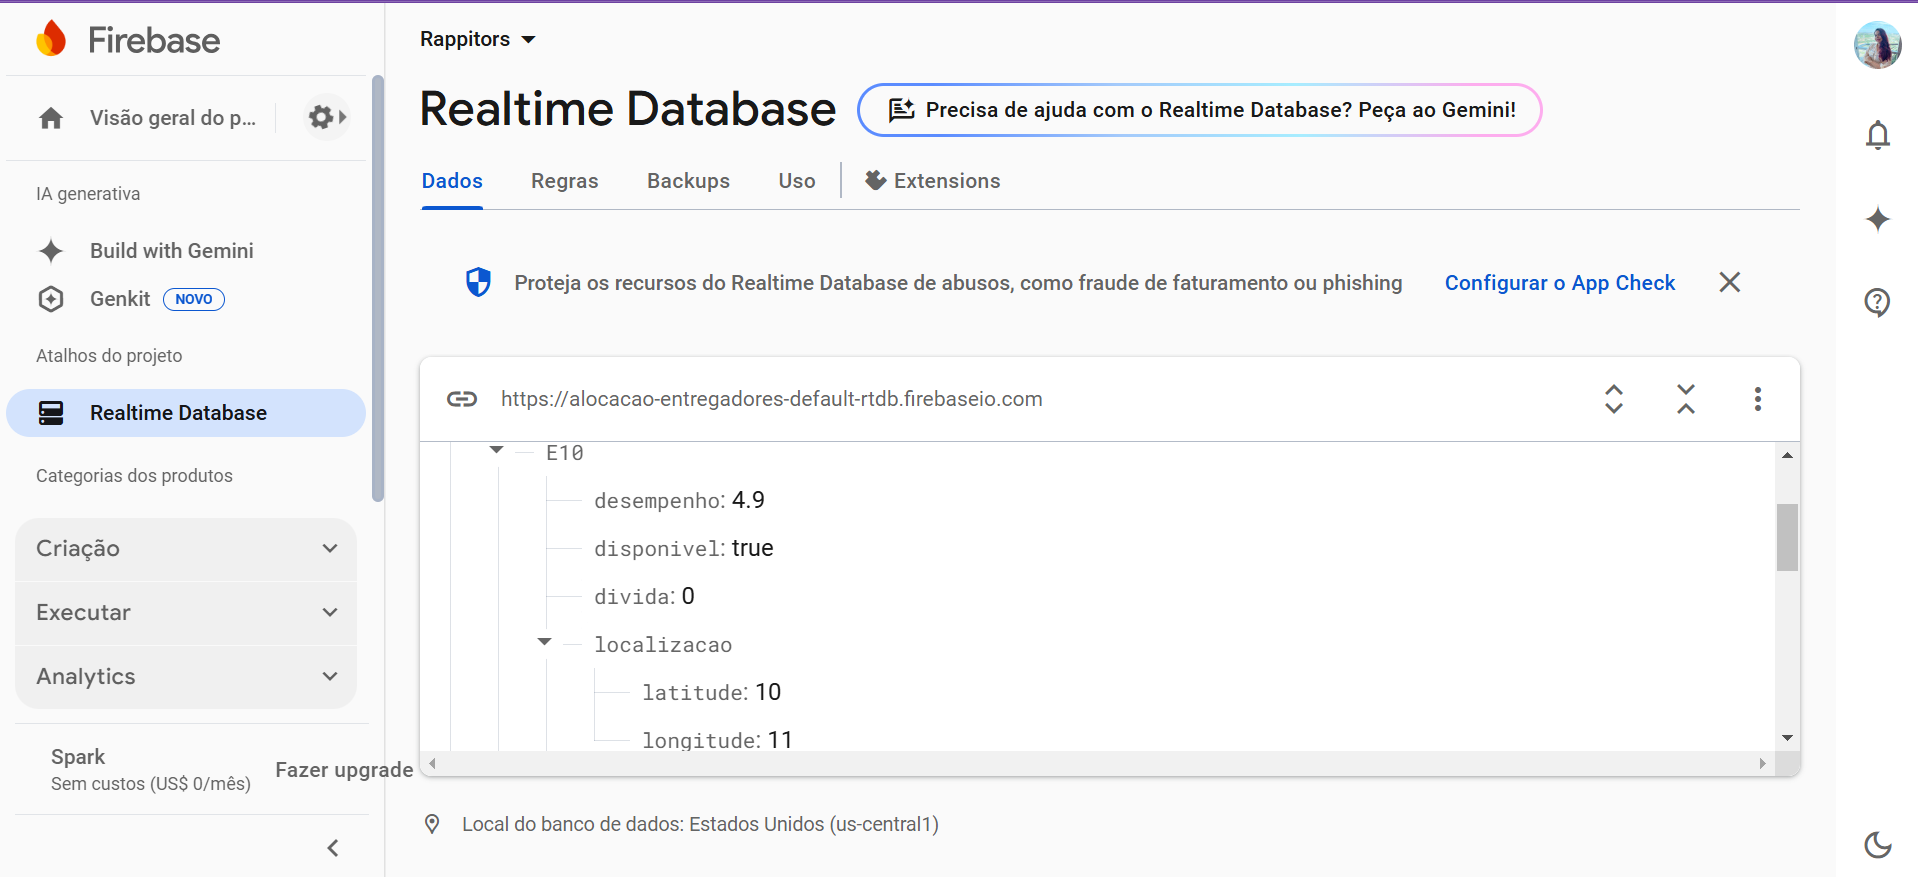 Firebase
Visão geral do p...
IA generativa
Build with Gemini
Genkit NOVO
Atalhos do projeto
Realtime Database
Categorias dos produtos
Criação
Executar
Analytics
Spark
Sem custos (US$ 0/mês)
Fazer upgrade
Rappitors
Realtime Database
Precisa de ajuda com o Realtime Database? Peça ao Gemini!
Dados Regras Backups Uso Extensions
Proteja os recursos do Realtime Database de abusos, como fraude de faturamento ou phishing Configurar o App Check
https://alocacao-entregadores-default-rtdb.firebaseio.com
E10
desempenho: 4.9
disponivel: true
divida: 0
localizacao
latitude: 10
longitude: 11
Local do banco de dados: Estados Unidos (us-central1)